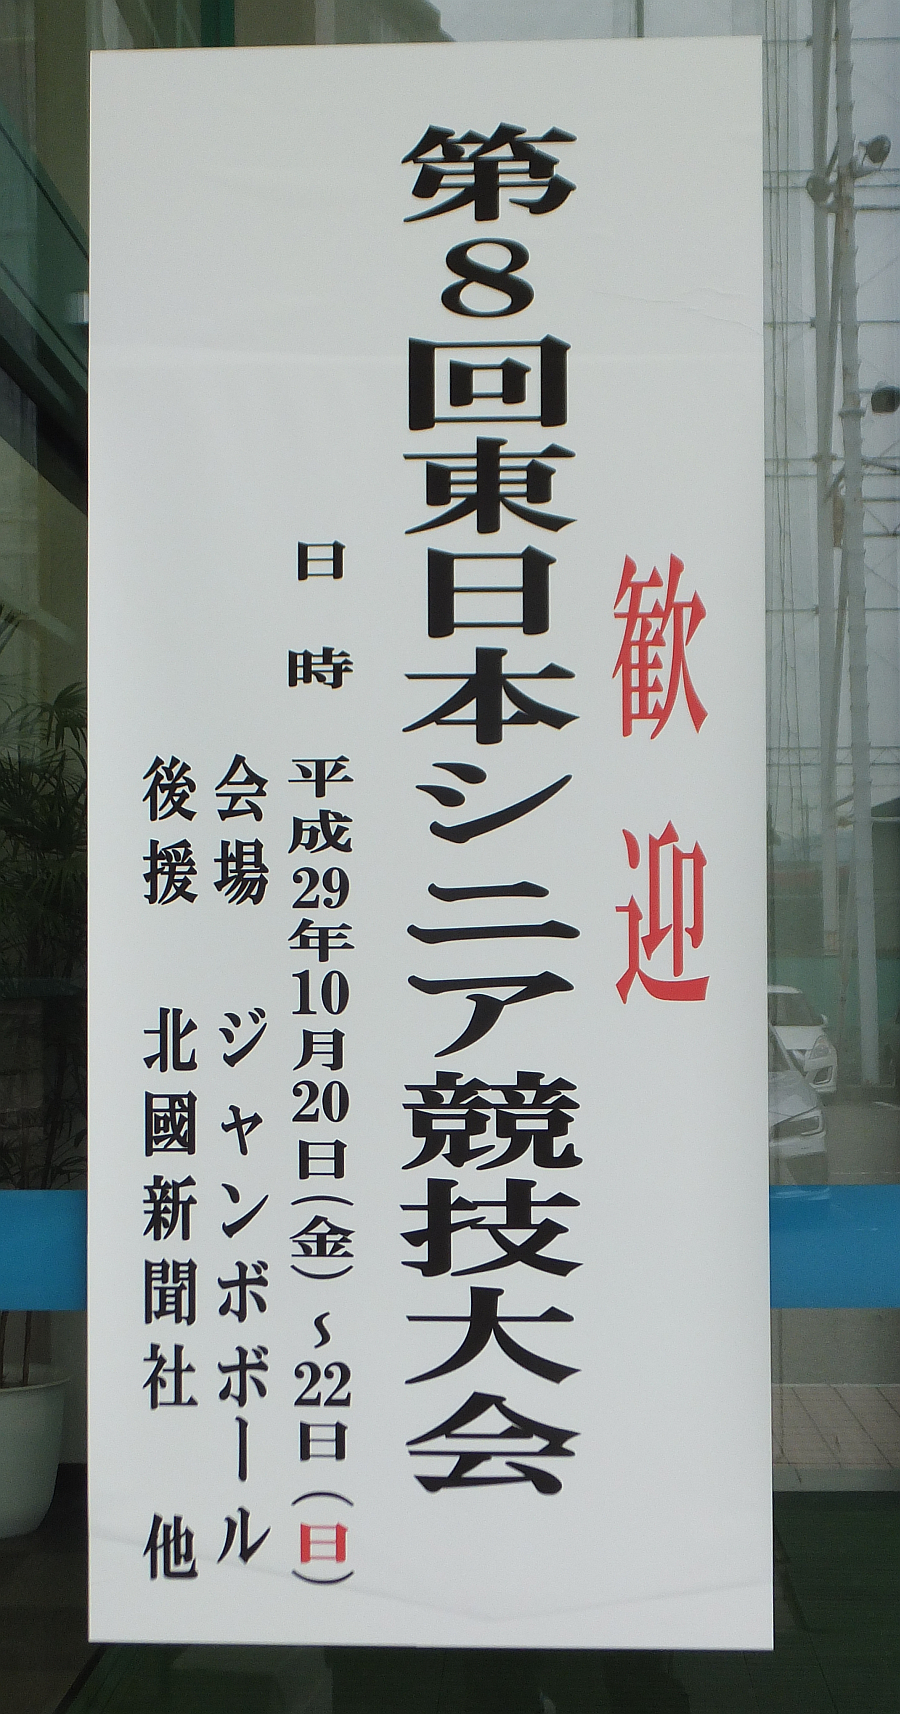 歓迎
第8回東日本シニア競技大会
日時 平成29年10月20日(金)~22日(日)
会場 ジャンボボール
後援 北國新聞社 他